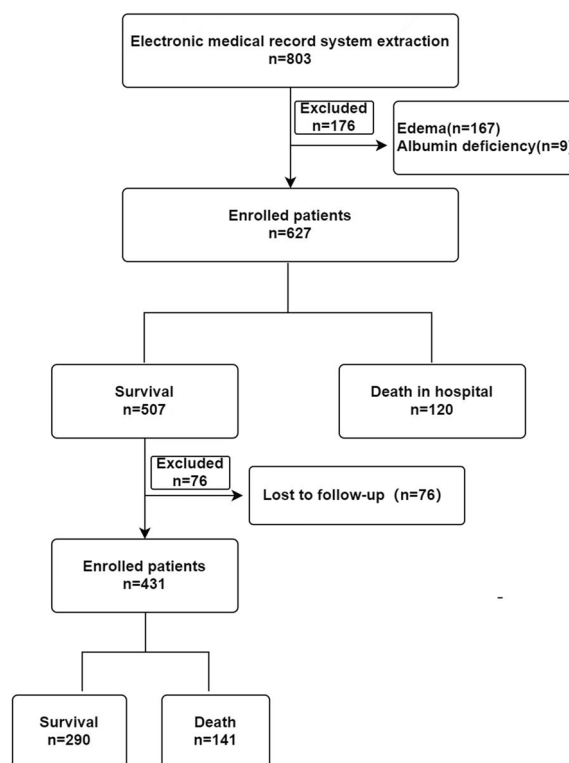 Electronic medical record system extraction
n=803
Excluded
n=176
Edema(n=167)
Albumin deficiency(n=9)
Enrolled patients
n=627
Survival
n=507
Death in hospital
n=120
Excluded
n=76
Lost to follow-up（n=76）
Enrolled patients
n=431
Survival
n=290
Death
n=141